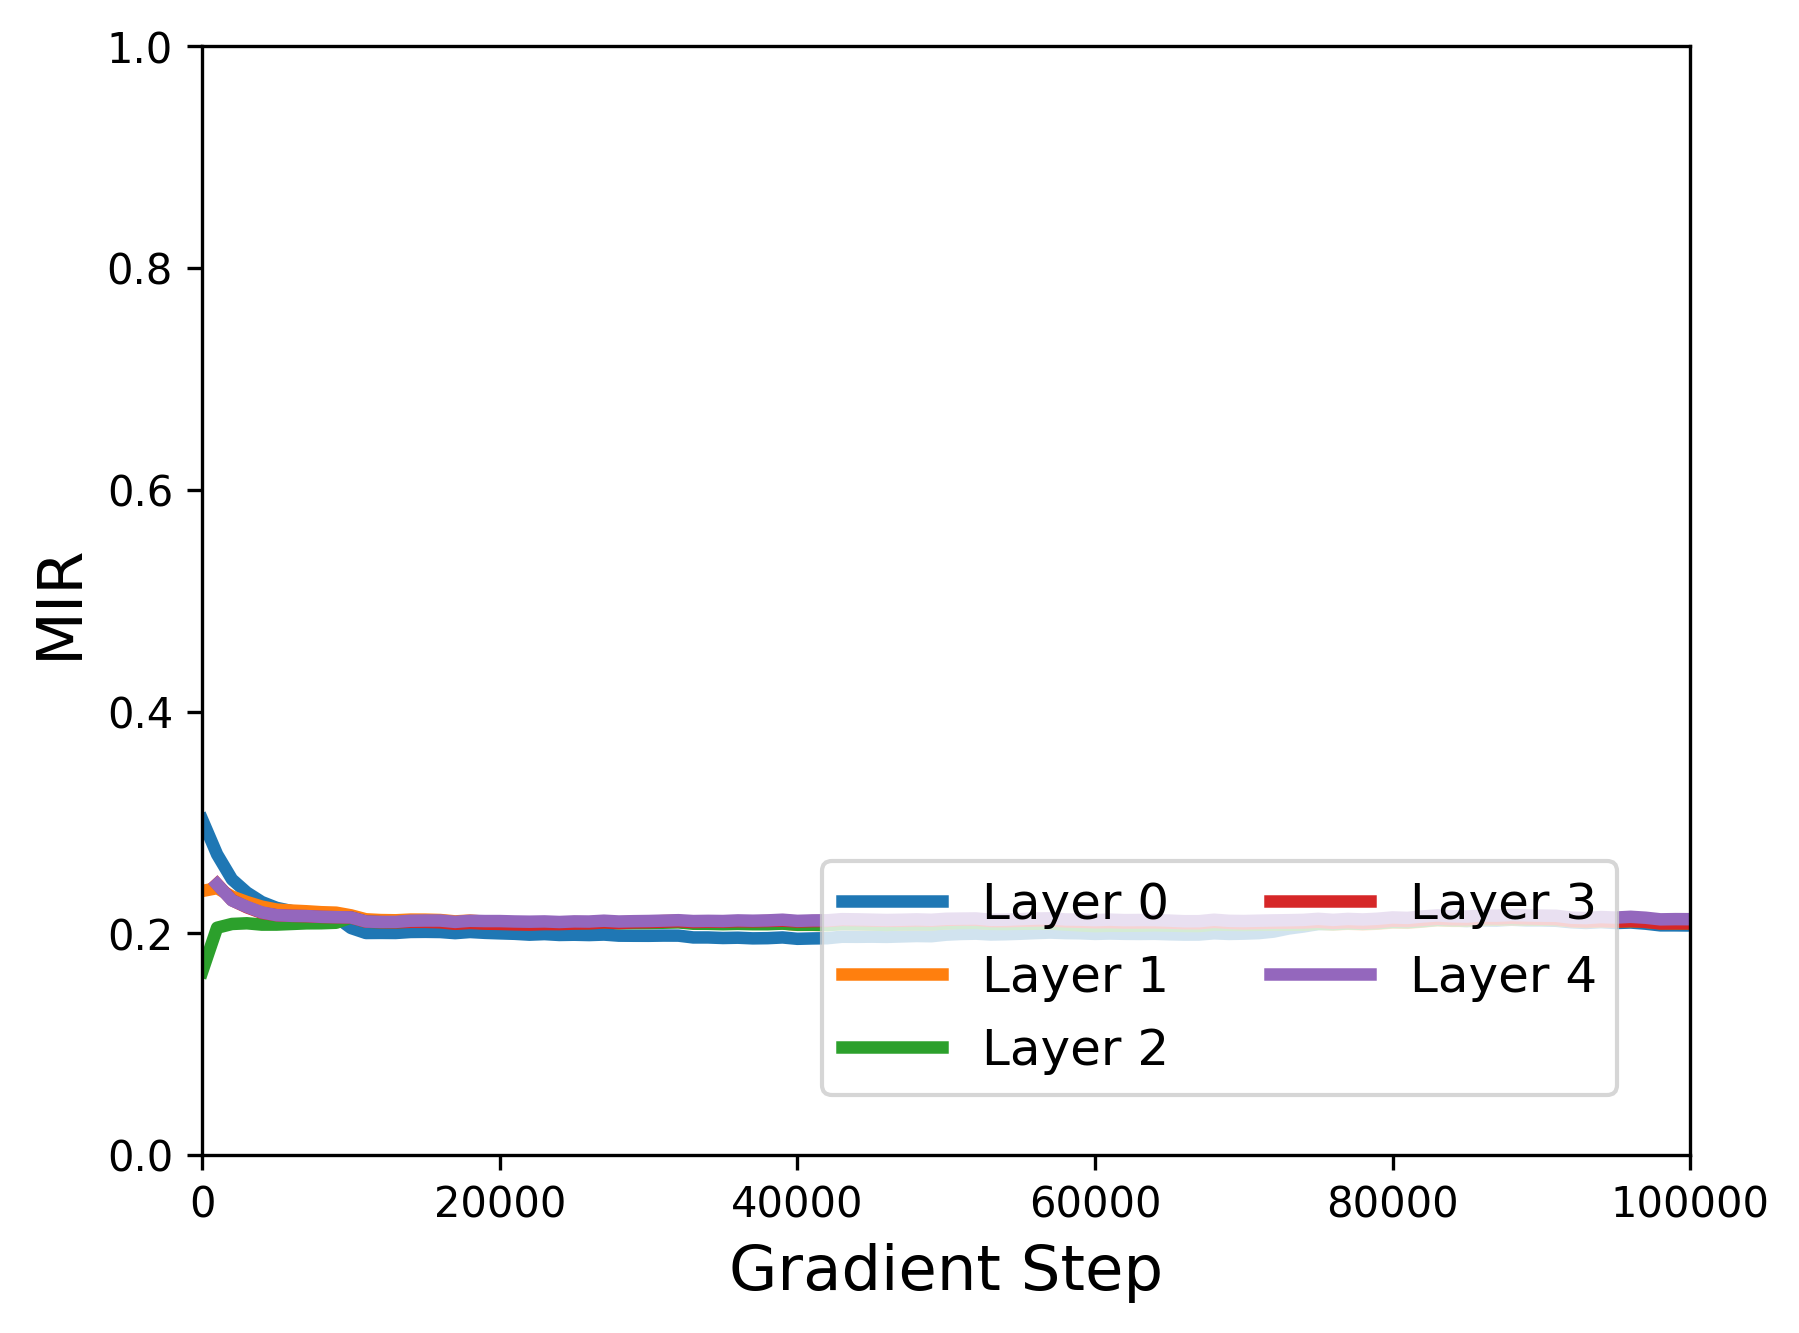 1.0
0.8
0.6
0.4
0.2
0.0
MIR
Layer 0
Layer 1
Layer 2
Layer 3
Layer 4
0 20000 40000 60000 80000 100000
Gradient Step